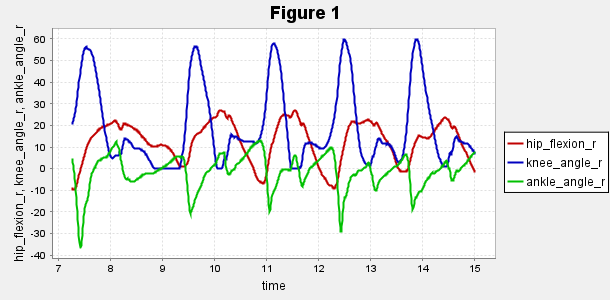 Figure 1
hip_flexion_r, knee_angle_r, ankle_angle_r
60
50
40
30
20
10
0
-10
-20
-30
-40
7 8 9 10 11 12 13 14 15
time
hip_flexion_r
knee_angle_r
ankle_angle_r